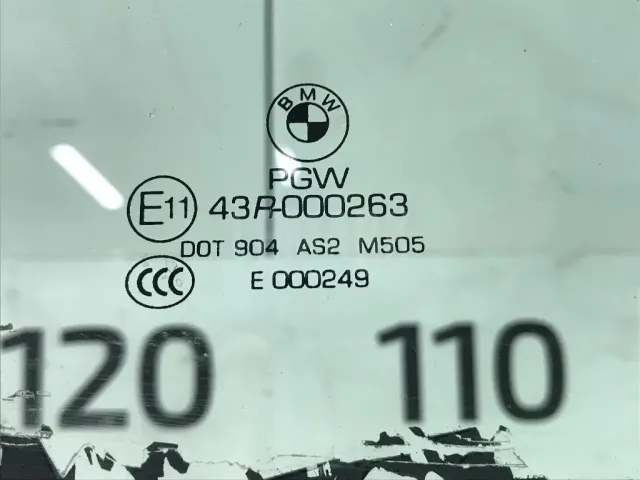 BMW
PGW
E11 43R-000263
DOT 904 AS2 M505
CCC E 000249
120 110